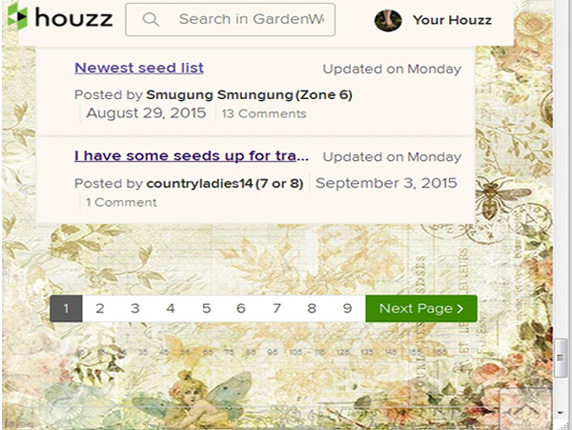 houzz
Search in GardenW
Your Houzz
Newest seed list
Updated on Monday
Posted by Smugung Smungung (Zone 6)
August 29, 2015
13 Comments
I have some seeds up for tra...
Updated on Monday
Posted by countryladies14 (7 or 8)
September 3, 2015
1 Comment
1 2 3 4 5 6 7 8 9 Next Page >